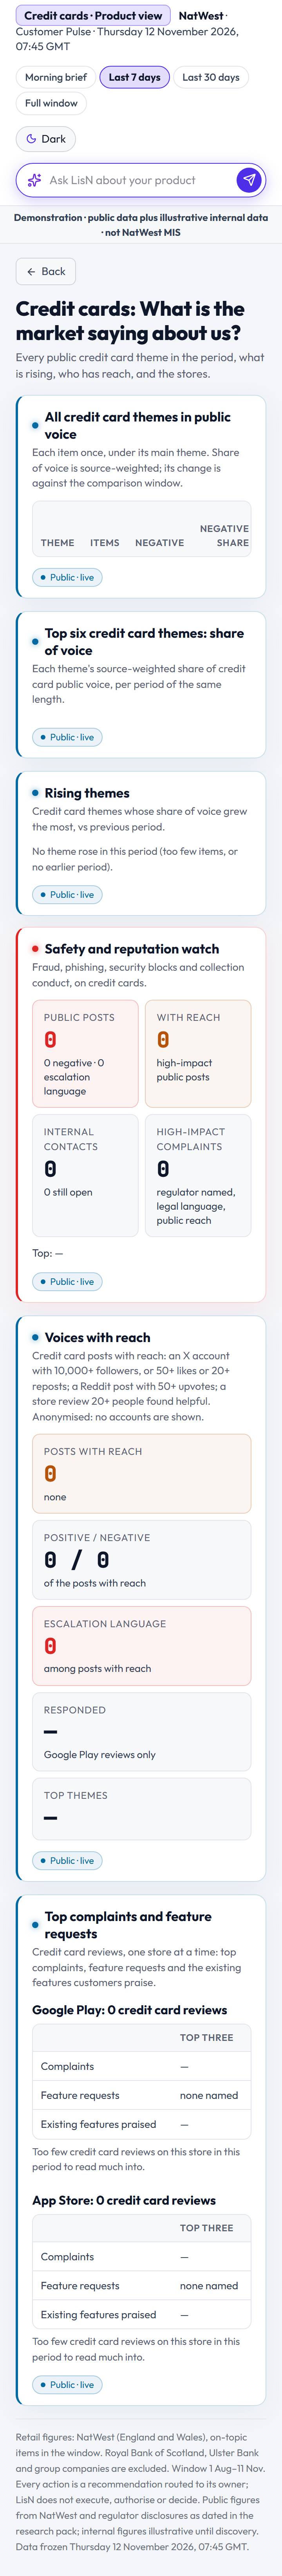 Credit cards · Product view NatWest ·
Customer Pulse · Thursday 12 November 2026,
07:45 GMT
Morning brief Last 7 days Last 30 days
Full window
Dark
Ask LisN about your product
Demonstration · public data plus illustrative internal data
· not NatWest MIS
← Back
Credit cards: What is the
market saying about us?
Every public credit card theme in the period, what
is rising, who has reach, and the stores.
All credit card themes in public
voice
Each item once, under its main theme. Share
of voice is source-weighted; its change is
against the comparison window.
THEME ITEMS NEGATIVE NEGATIVE
SHARE
Public · live
Top six credit card themes: share
of voice
Each theme's source-weighted share of credit
card public voice, per period of the same
length.
Public · live
Rising themes
Credit card themes whose share of voice grew
the most, vs previous period.
No theme rose in this period (too few items, or
no earlier period).
Public · live
Safety and reputation watch
Fraud, phishing, security blocks and collection
conduct, on credit cards.
PUBLIC POSTS
0
0 negative · 0
escalation
language
WITH REACH
0
high-impact
public posts
INTERNAL
CONTACTS
0
0 still open
HIGH-IMPACT
COMPLAINTS
0
regulator named,
legal language,
public reach
Top: —
Public · live
Voices with reach
Credit card posts with reach: an X account
with 10,000+ followers, or 50+ likes or 20+
reposts; a Reddit post with 50+ upvotes; a
store review 20+ people found helpful.
Anonymised: no accounts are shown.
POSTS WITH REACH
0
none
POSITIVE / NEGATIVE
0 / 0
of the posts with reach
ESCALATION LANGUAGE
0
among posts with reach
RESPONDED
—
Google Play reviews only
TOP THEMES
—
Public · live
Top complaints and feature
requests
Credit card reviews, one store at a time: top
complaints, feature requests and the existing
features customers praise.
Google Play: 0 credit card reviews
TOP THREE
Complaints —
Feature requests none named
Existing features praised —
Too few credit card reviews on this store in this
period to read much into.
App Store: 0 credit card reviews
TOP THREE
Complaints —
Feature requests none named
Existing features praised —
Too few credit card reviews on this store in this
period to read much into.
Public · live
Retail figures: NatWest (England and Wales), on-topic
items in the window. Royal Bank of Scotland, Ulster Bank
and group companies are excluded. Window 1 Aug–11 Nov.
Every action is a recommendation routed to its owner;
LisN does not execute, authorise or decide. Public figures
from NatWest and regulator disclosures as dated in the
research pack; internal figures illustrative until discovery.
Data frozen Thursday 12 November 2026, 07:45 GMT.